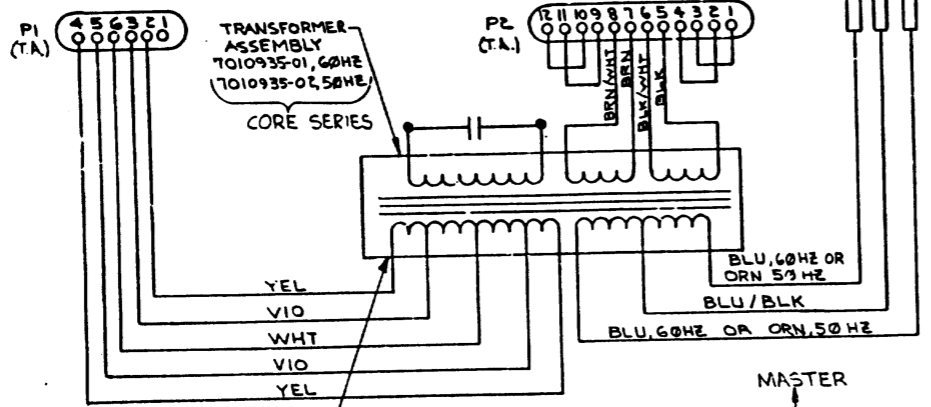 P1
(T.A.)
4 5 6 3 2 1
TRANSFORMER
ASSEMBLY
7010935-01, 60HZ
(7010935-02, 50HZ)
CORE SERIES
P2
(T.A.)
12 11 10 9 8 7 6 5 4 3 2 1
BRN/WHT
BRN
BLK/WHT
BLK
YEL
VIO
WHT
VIO
YEL
BLU, 60HZ OR
ORN 50 HZ
BLU/BLK
BLU, 60HZ OR ORN, 50 HZ
MASTER